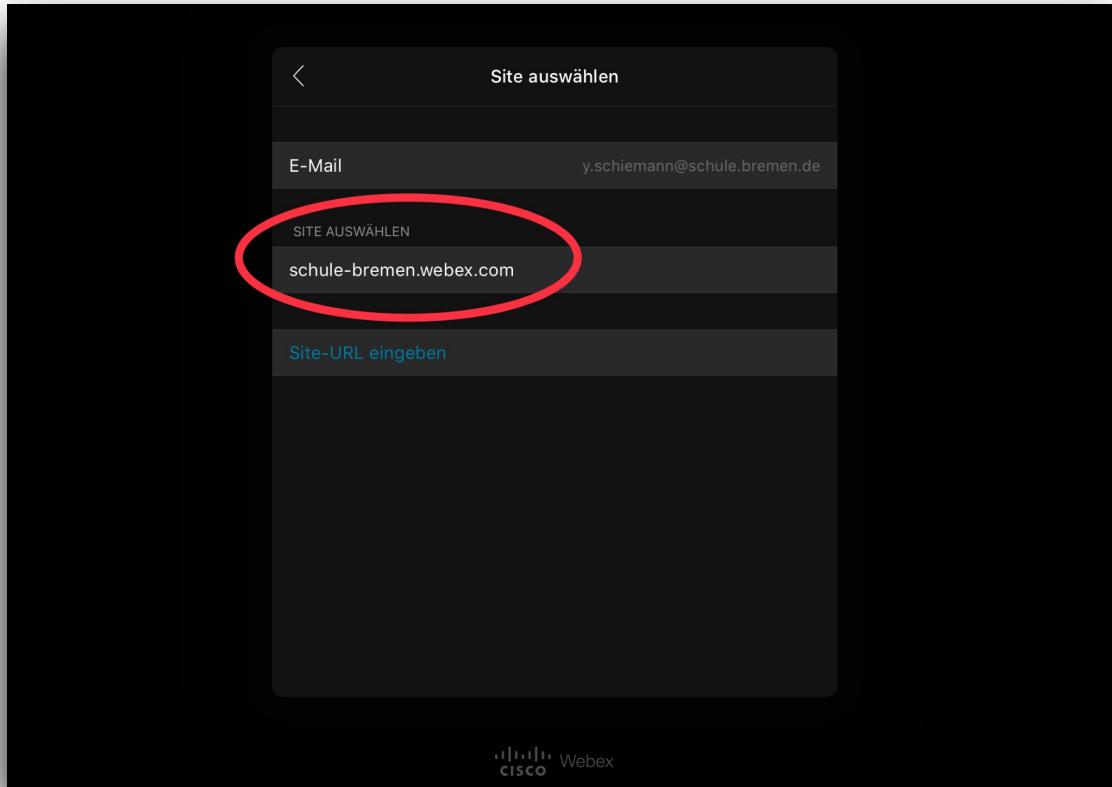 Site auswählen
E-Mail y.schiemann@schule.bremen.de
SITE AUSWÄHLEN
schule-bremen.webex.com
Site-URL eingeben
CISCO Webex